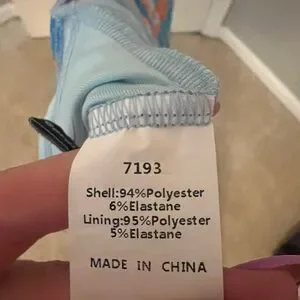 7193
Shell:94%Polyester
6%Elastane
Lining:95%Polyester
5%Elastane
MADE IN CHINA